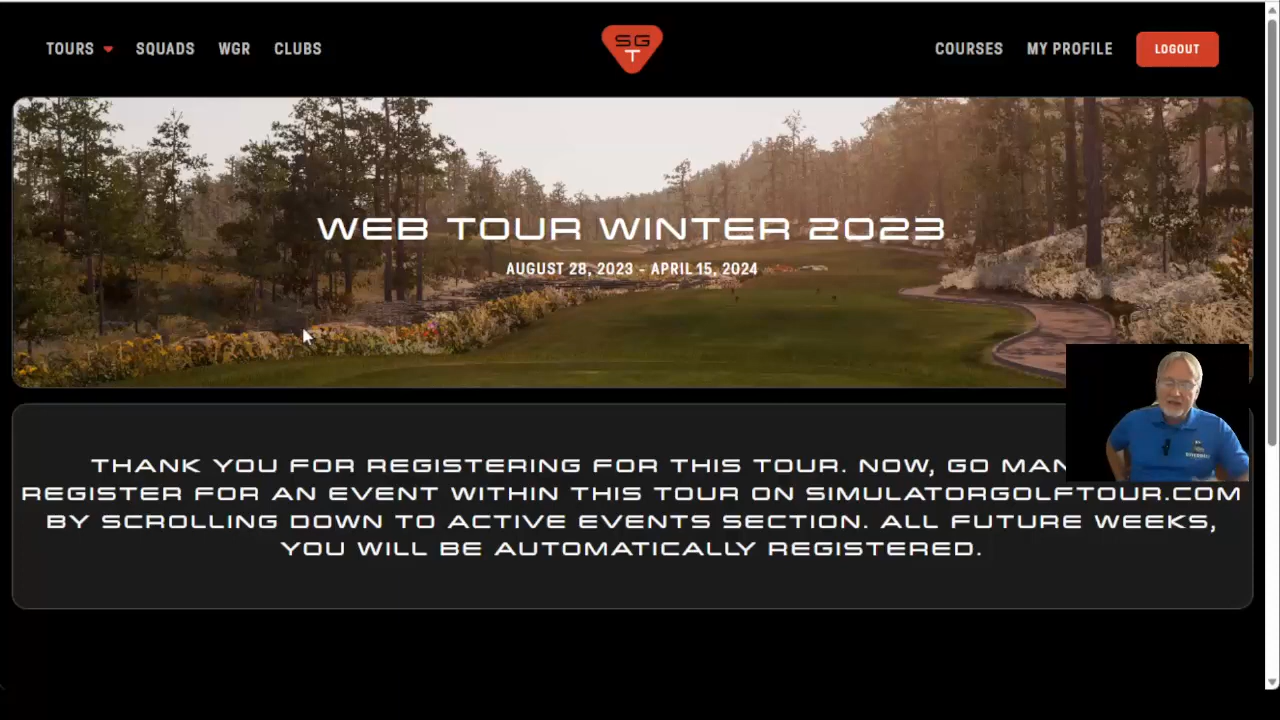 TOURS SQUADS WGR CLUBS
SGT
COURSES MY PROFILE LOGOUT
WEB TOUR WINTER 2023
AUGUST 28, 2023 - APRIL 15, 2024
THANK YOU FOR REGISTERING FOR THIS TOUR. NOW, GO MAN
REGISTER FOR AN EVENT WITHIN THIS TOUR ON SIMULATORGOLFTOUR.COM
BY SCROLLING DOWN TO ACTIVE EVENTS SECTION. ALL FUTURE WEEKS,
YOU WILL BE AUTOMATICALLY REGISTERED.